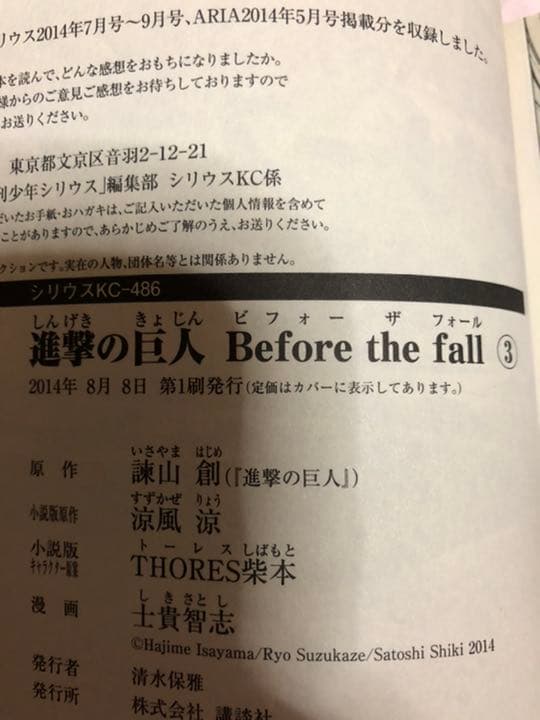 リウス2014年7月号〜9月号、ARIA2014年5月号掲載分を収録しました。
本を読んで、どんな感想をおもちになりましたか。
様からのご意見ご感想をお待ちしておりますので
お送りください。
東京都文京区音羽2-12-21
刊少年シリウス」編集部 シリウスKC係
だいたお手紙・おハガキは、ご記入いただいた個人情報を含めて
ことがありますので、あらかじめご了解のうえ、お送りください。
クションです。実在の人物、団体名等とは関係ありません。
シリウスKC-486
しんげき きょじん ビフォー ザ フォール
進撃の巨人 Before the fall ③
2014年 8月 8日 第1刷発行(定価はカバーに表示してあります。)
いさやま はじめ
原作 諫山 創(『進撃の巨人』)
すずかぜ りょう
小説版原作 涼風 涼
トーレスしばもと
小説版キャラクター原案 THORES柴本
しきさとし
漫画 士貴智志
©Hajime Isayama/Ryo Suzukaze/Satoshi Shiki 2014
発行者 清水保雅
発行所 株式会社 講談社